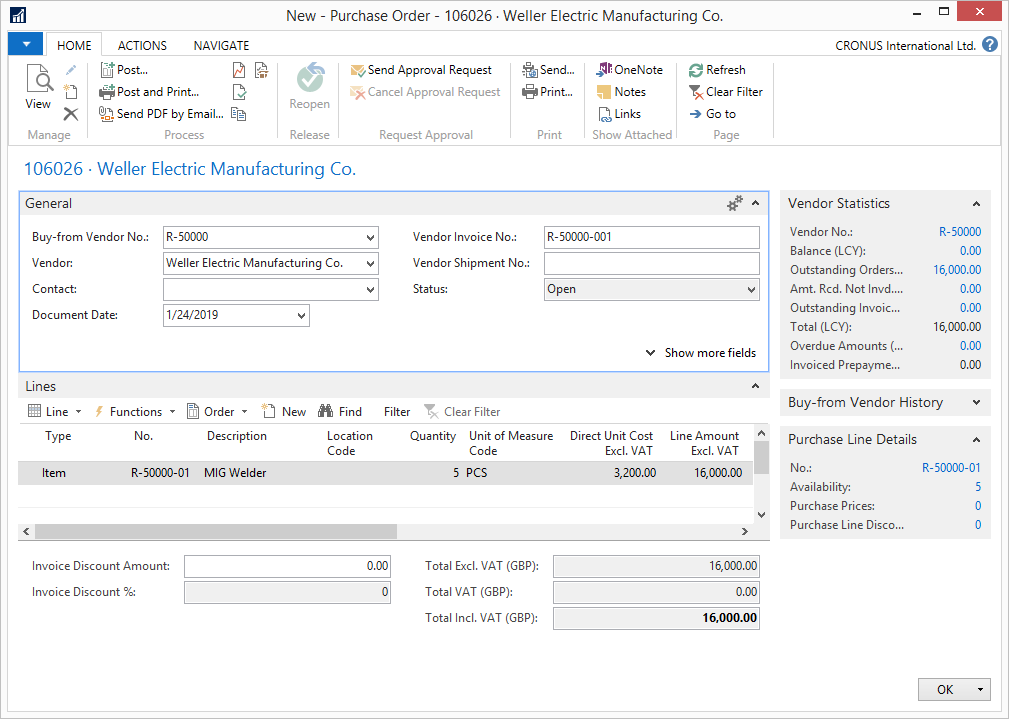 New - Purchase Order - 106026 · Weller Electric Manufacturing Co.
HOME ACTIONS NAVIGATE CRONUS International Ltd. ?
View
Manage
Post...
Post and Print...
Send PDF by Email...
Process
Reopen
Release
Send Approval Request
Cancel Approval Request
Request Approval
Send...
Print...
Print
OneNote
Notes
Links
Show Attached
Refresh
Clear Filter
Go to
Page
106026 · Weller Electric Manufacturing Co.
General
Buy-from Vendor No.: R-50000
Vendor: Weller Electric Manufacturing Co.
Contact:
Document Date: 1/24/2019
Vendor Invoice No.: R-50000-001
Vendor Shipment No.:
Status: Open
Show more fields
Lines
Line Functions Order New Find Filter Clear Filter
Type No. Description Location Code Quantity Unit of Measure Code Direct Unit Cost Excl. VAT Line Amount Excl. VAT
Item R-50000-01 MIG Welder 5 PCS 3,200.00 16,000.00
Invoice Discount Amount: 0.00
Invoice Discount %: 0
Total Excl. VAT (GBP): 16,000.00
Total VAT (GBP): 0.00
Total Incl. VAT (GBP): 16,000.00
Vendor Statistics
Vendor No.: R-50000
Balance (LCY): 0.00
Outstanding Orders... 16,000.00
Amt. Rcd. Not Invd.... 0.00
Outstanding Invoic... 0.00
Total (LCY): 16,000.00
Overdue Amounts (... 0.00
Invoiced Prepayme... 0.00
Buy-from Vendor History
Purchase Line Details
No.: R-50000-01
Availability: 5
Purchase Prices: 0
Purchase Line Disco... 0
OK